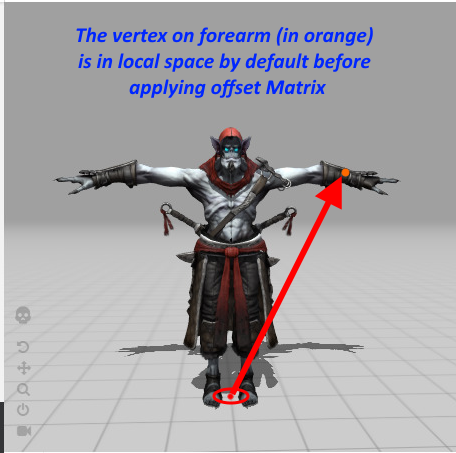 The vertex on forearm (in orange)
is in local space by default before
applying offset Matrix